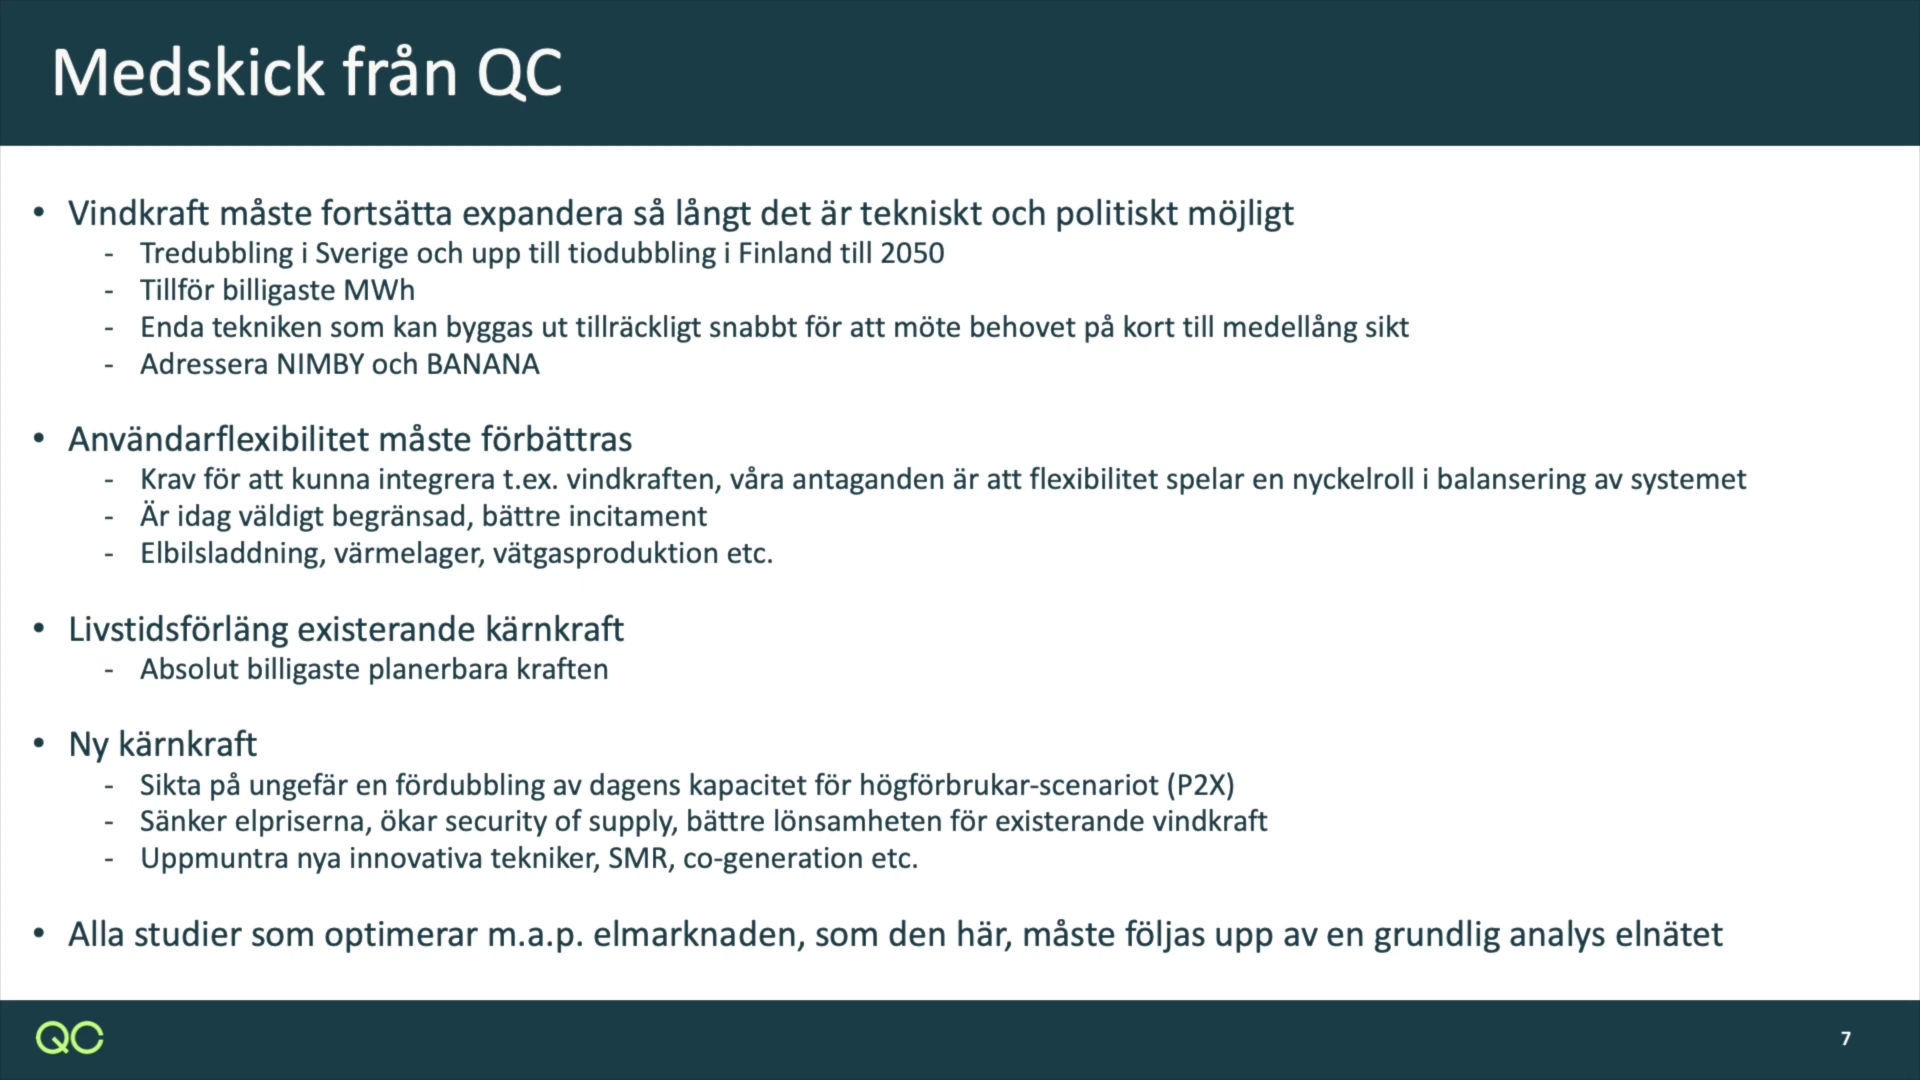 Medskick från QC
• Vindkraft måste fortsätta expandera så långt det är tekniskt och politiskt möjligt
- Tredubbling i Sverige och upp till tiodubbling i Finland till 2050
- Tillför billigaste MWh
- Enda tekniken som kan byggas ut tillräckligt snabbt för att möte behovet på kort till medellång sikt
- Adressera NIMBY och BANANA
• Användarflexibilitet måste förbättras
- Krav för att kunna integrera t.ex. vindkraften, våra antaganden är att flexibilitet spelar en nyckelroll i balansering av systemet
- Är idag väldigt begränsad, bättre incitament
- Elbilsladdning, värmelager, vätgasproduktion etc.
• Livstidsförläng existerande kärnkraft
- Absolut billigaste planerbara kraften
• Ny kärnkraft
- Sikta på ungefär en fördubbling av dagens kapacitet för högförbrukar-scenariot (P2X)
- Sänker elpriserna, ökar security of supply, bättre lönsamheten för existerande vindkraft
- Uppmuntra nya innovativa tekniker, SMR, co-generation etc.
• Alla studier som optimerar m.a.p. elmarknaden, som den här, måste följas upp av en grundlig analys elnätet
QC
7